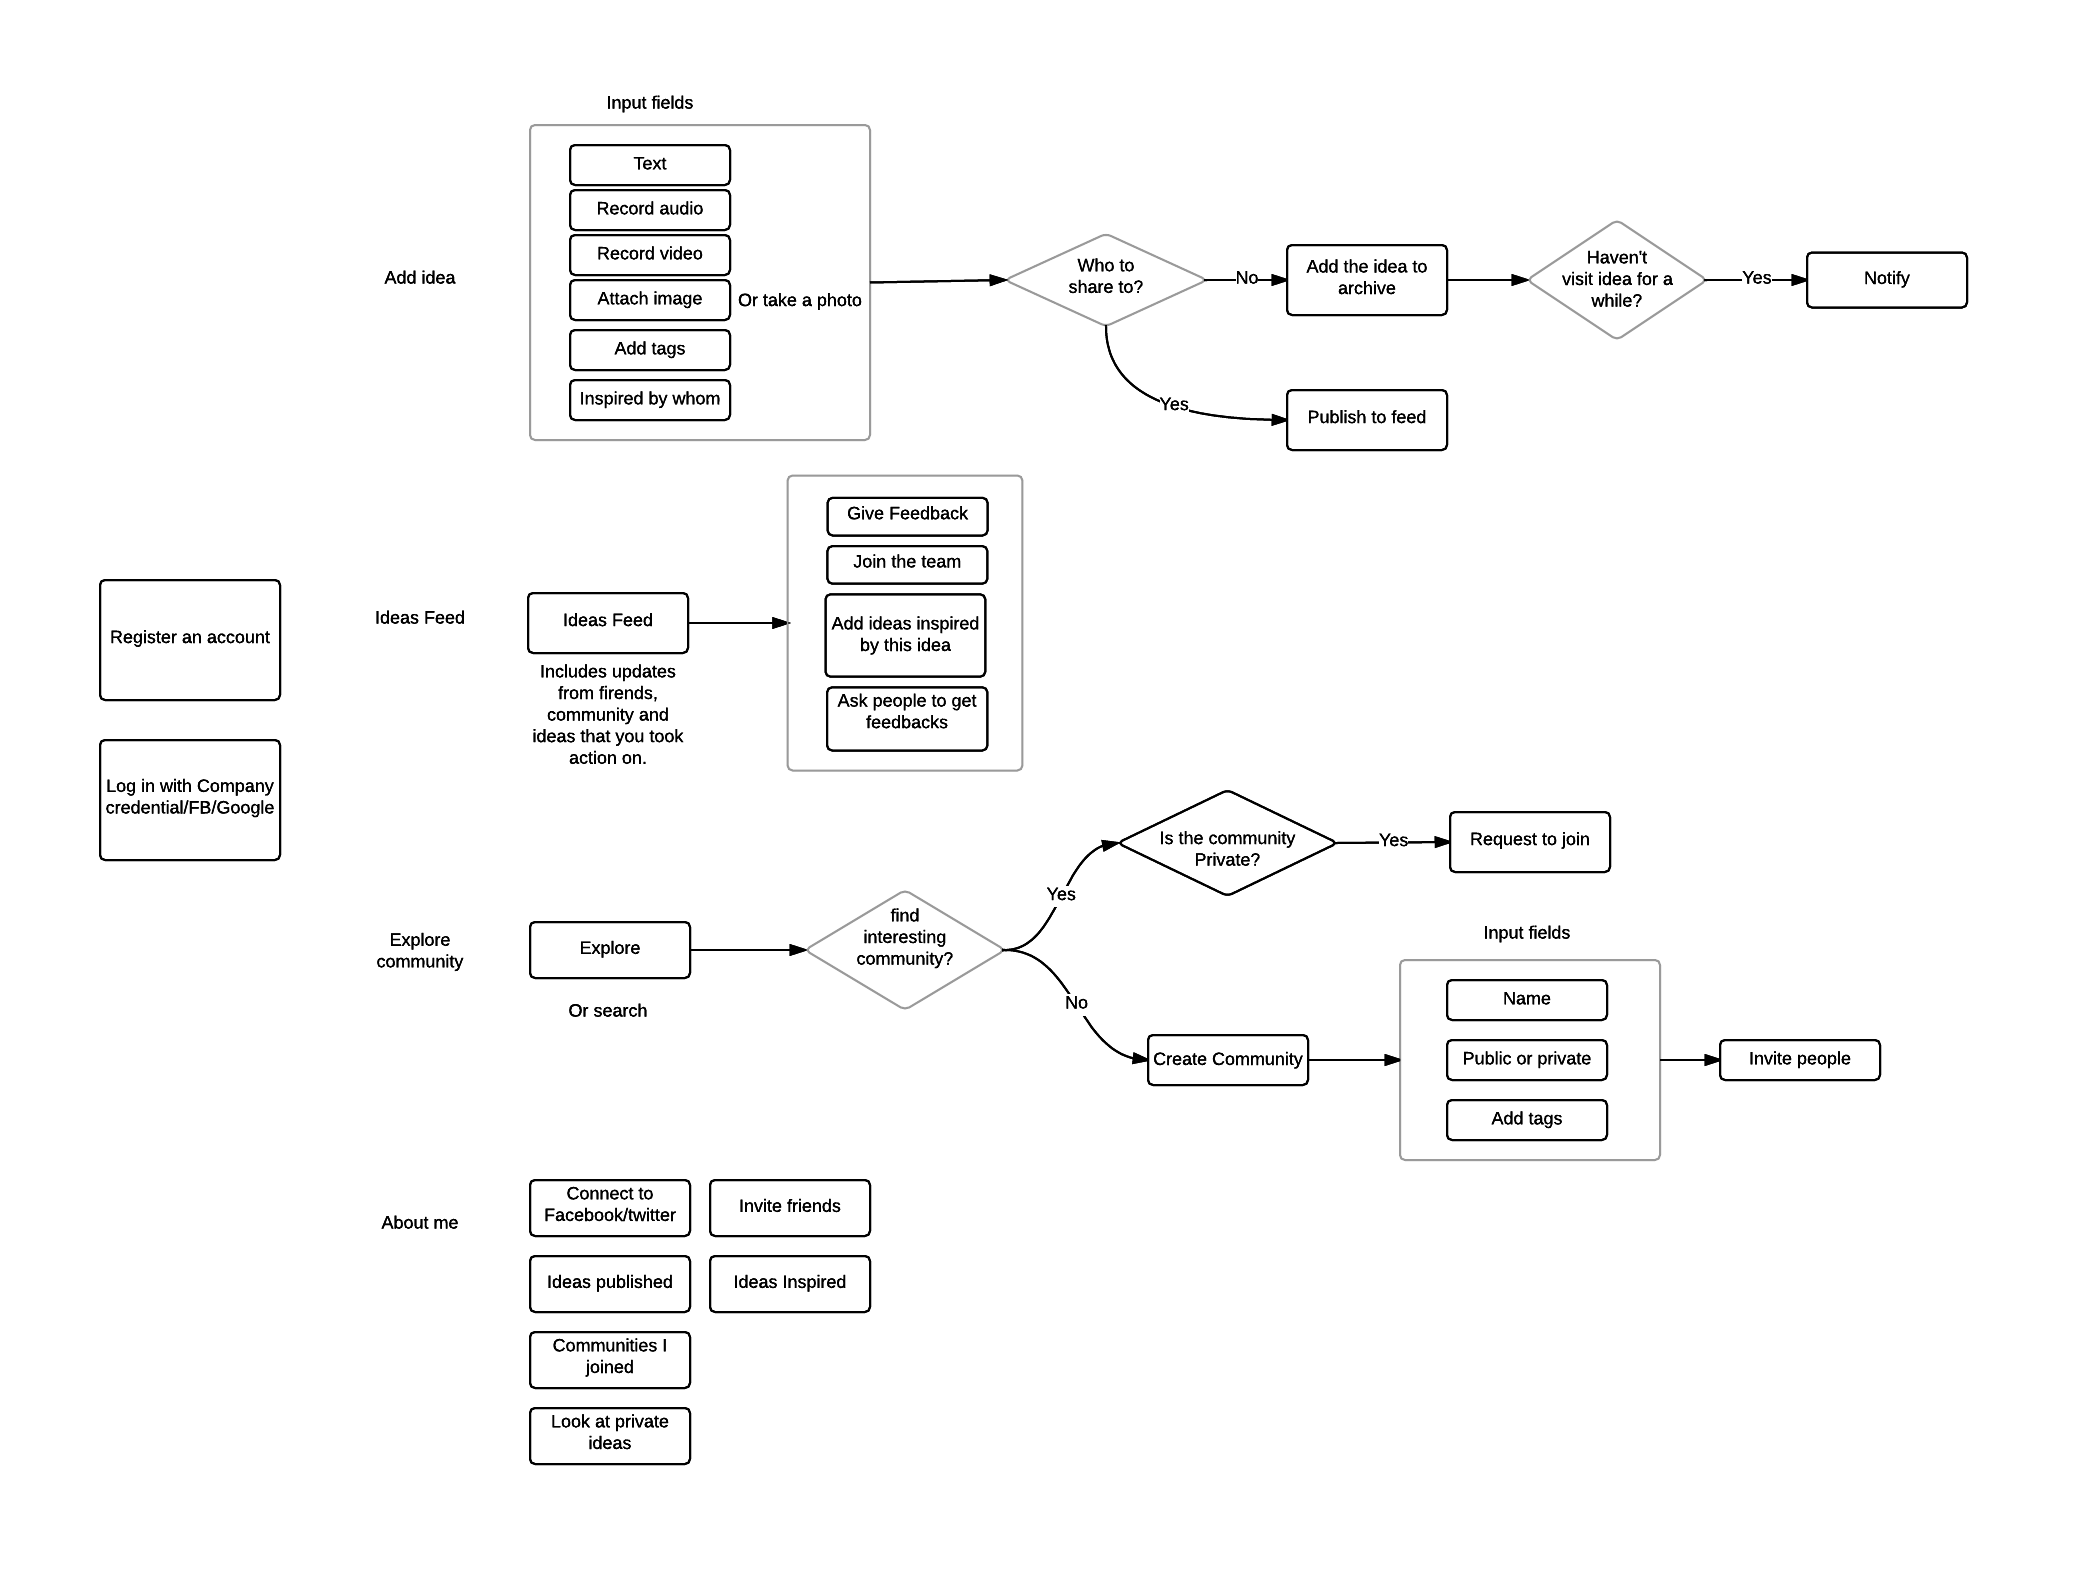 Input fields
Text
Record audio
Record video
Attach image
Or take a photo
Add tags
Inspired by whom
Add idea
Who to
share to?
No
Add the idea to
archive
Haven't
visit idea for a
while?
Yes
Notify
Yes
Publish to feed
Register an account
Log in with Company
credential/FB/Google
Ideas Feed
Ideas Feed
Includes updates
from firends,
community and
ideas that you took
action on.
Give Feedback
Join the team
Add ideas inspired
by this idea
Ask people to get
feedbacks
Explore
community
Explore
Or search
find
interesting
community?
Yes
Is the community
Private?
Yes
Request to join
No
Create Community
Input fields
Name
Public or private
Add tags
Invite people
About me
Connect to
Facebook/twitter
Invite friends
Ideas published
Ideas Inspired
Communities I
joined
Look at private
ideas